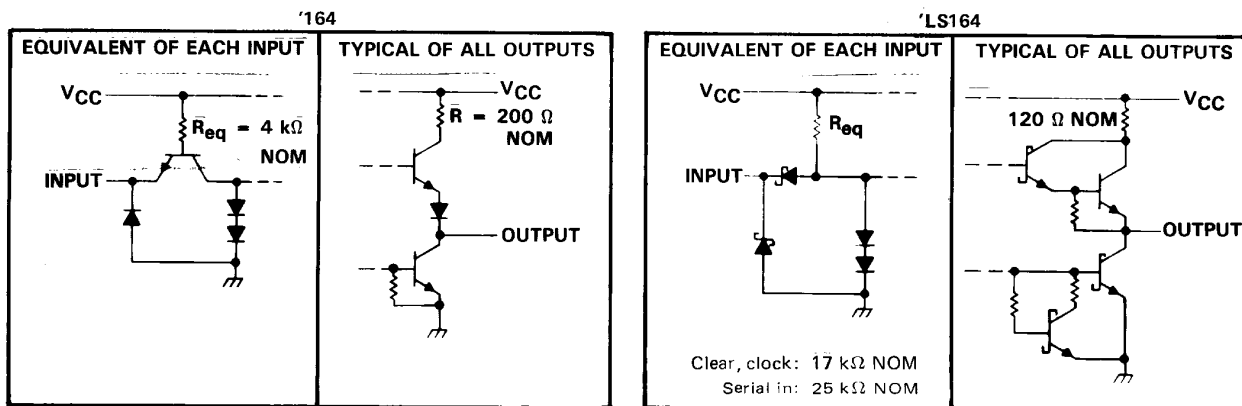 '164
EQUIVALENT OF EACH INPUT
VCC
Req = 4 kΩ
NOM
INPUT
TYPICAL OF ALL OUTPUTS
VCC
R = 200 Ω
NOM
OUTPUT
'LS164
EQUIVALENT OF EACH INPUT
VCC
Req
INPUT
Clear, clock: 17 kΩ NOM
Serial in: 25 kΩ NOM
TYPICAL OF ALL OUTPUTS
VCC
120 Ω NOM
OUTPUT